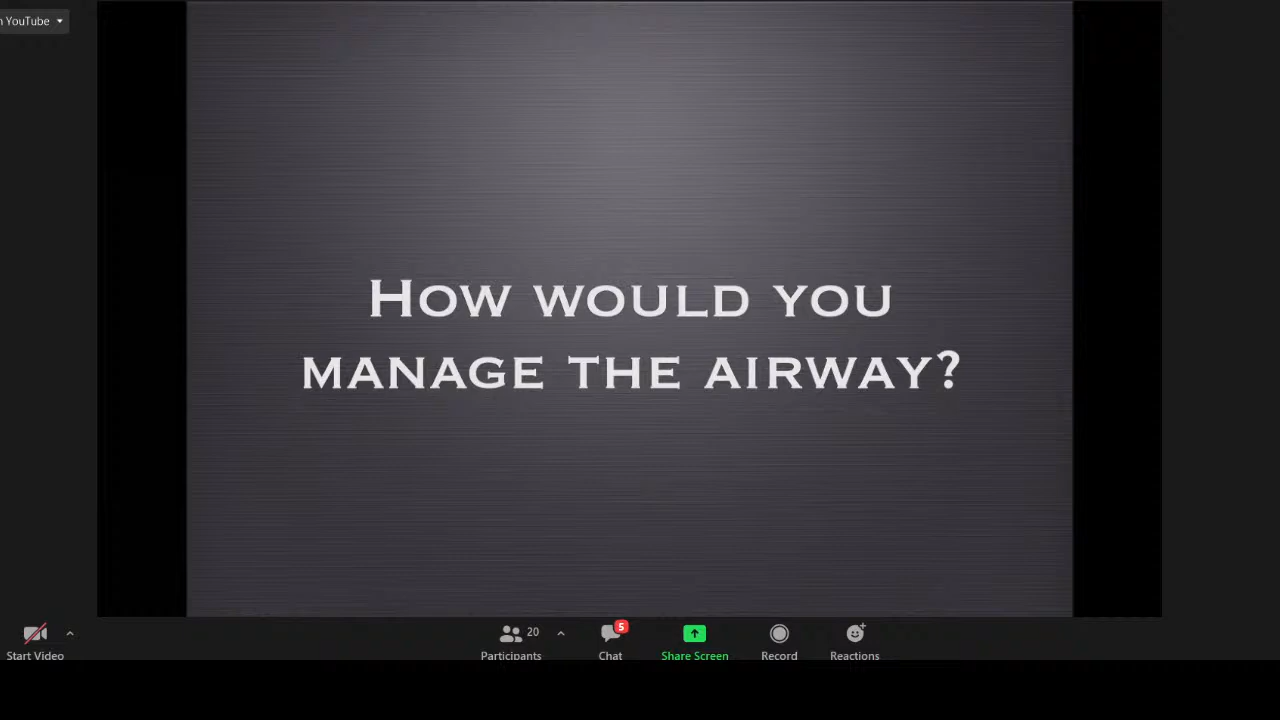 n YouTube
HOW WOULD YOU
MANAGE THE AIRWAY?
20
5
Start Video
Participants
Chat
Share Screen
Record
Reactions